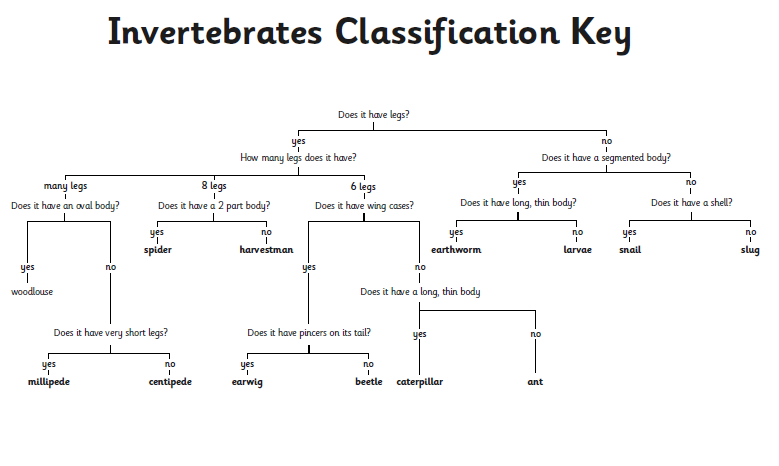 Invertebrates Classification Key
Does it have legs?
yes no
How many legs does it have? Does it have a segmented body?
many legs 8 legs 6 legs yes no
Does it have an oval body? Does it have a 2 part body? Does it have wing cases? Does it have long, thin body? Does it have a shell?
yes no yes no yes no
spider harvestman earthworm larvae snail slug
yes no yes no
woodlouse Does it have a long, thin body
Does it have very short legs? Does it have pincers on its tail? yes no
yes no yes no
millipede centipede earwig beetle caterpillar ant